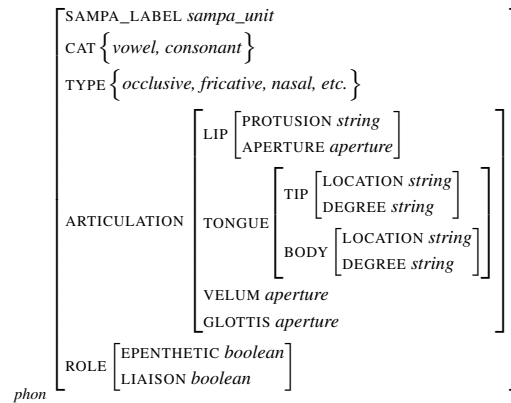 SAMPA_LABEL sampa_unit
CAT { vowel, consonant }
TYPE { occlusive, fricative, nasal, etc. }
ARTICULATION
LIP
PROTUSION string
APERTURE aperture
TONGUE
TIP
LOCATION string
DEGREE string
BODY
LOCATION string
DEGREE string
VELUM aperture
GLOTTIS aperture
ROLE
EPENTHETIC boolean
LIAISON boolean
phon